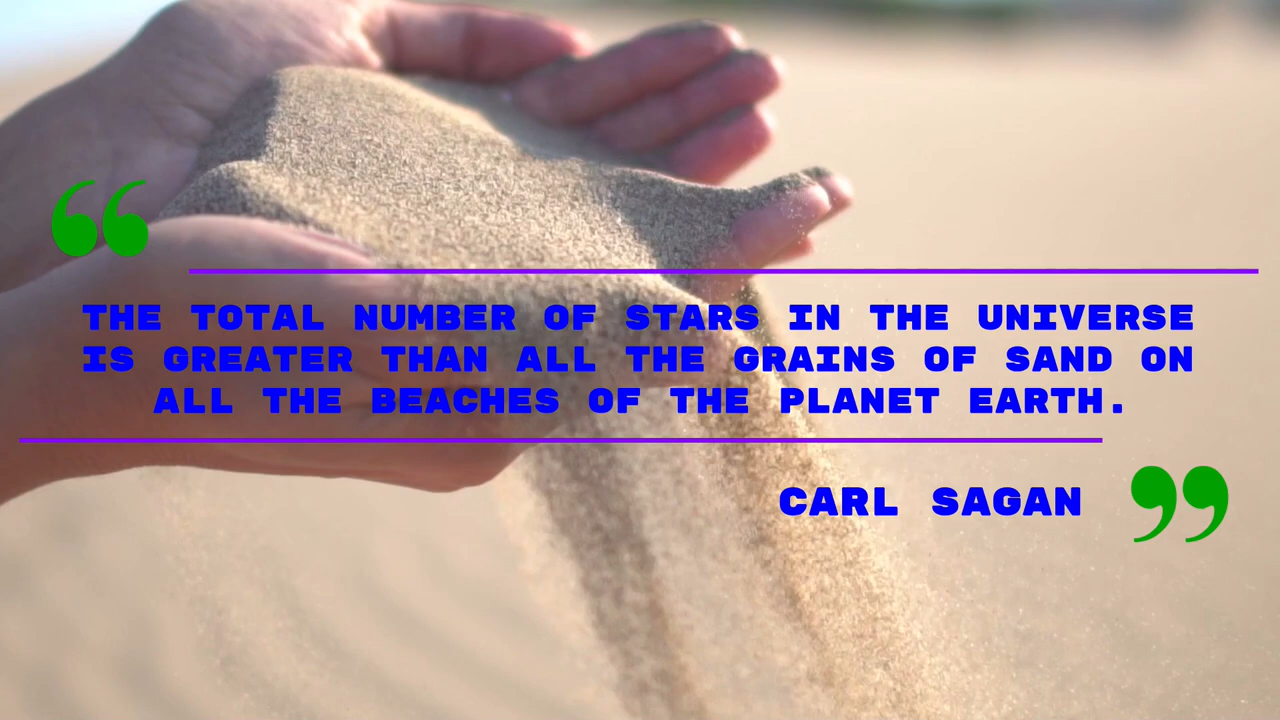 THE TOTAL NUMBER OF STARS IN THE UNIVERSE
IS GREATER THAN ALL THE GRAINS OF SAND ON
ALL THE BEACHES OF THE PLANET EARTH.
CARL SAGAN